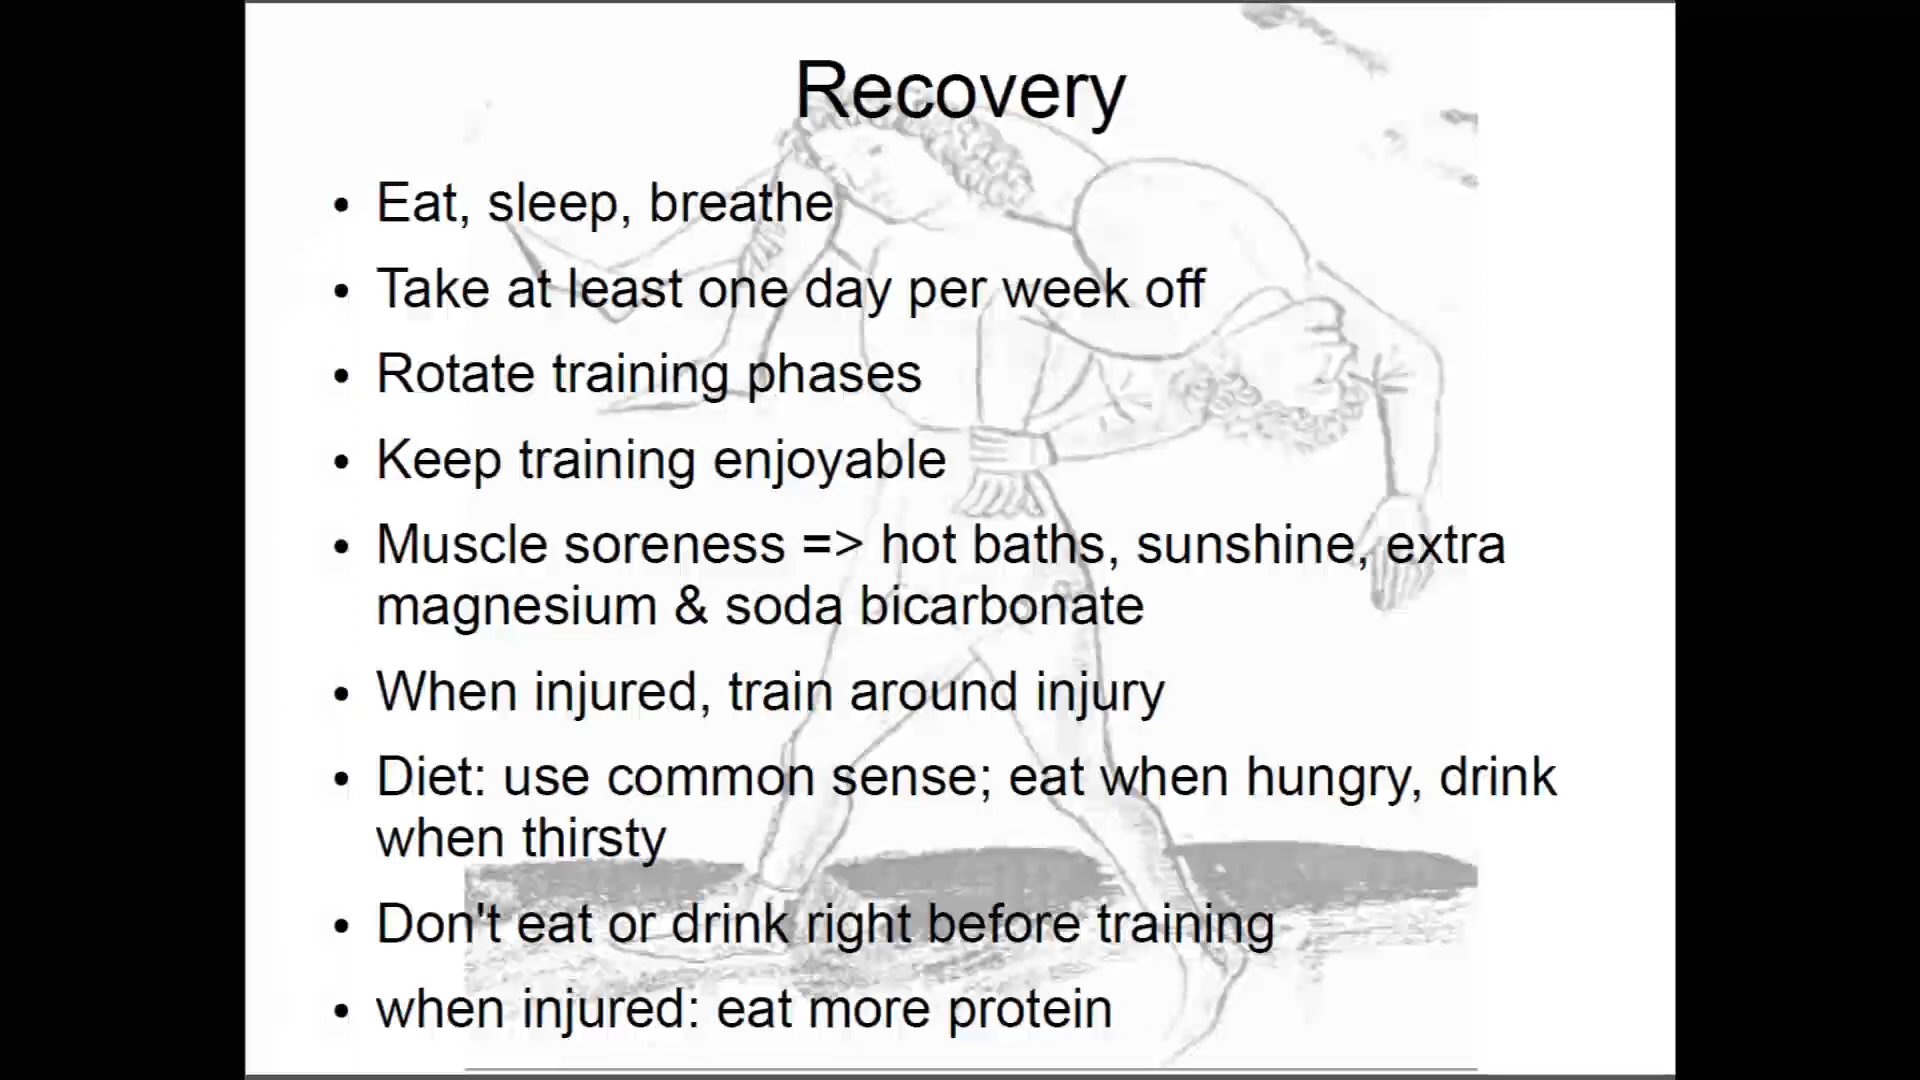 Recovery
• Eat, sleep, breathe
• Take at least one day per week off
• Rotate training phases
• Keep training enjoyable
• Muscle soreness => hot baths, sunshine, extra
magnesium & soda bicarbonate
• When injured, train around injury
• Diet: use common sense; eat when hungry, drink
when thirsty
• Don't eat or drink right before training
• when injured: eat more protein